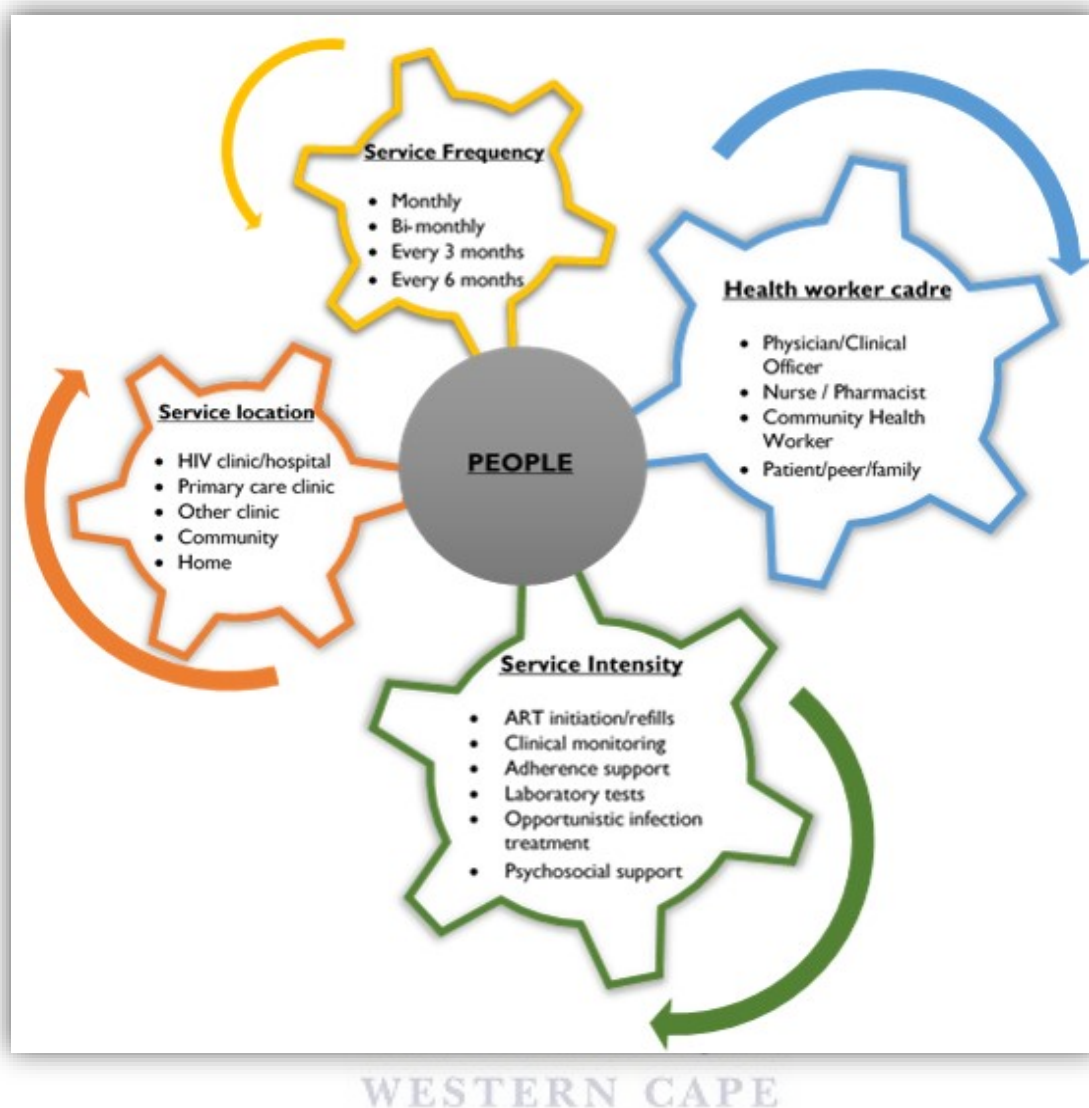 Service Frequency
• Monthly
• Bi-monthly
• Every 3 months
• Every 6 months
Health worker cadre
• Physician/Clinical
Officer
• Nurse / Pharmacist
• Community Health
Worker
• Patient/peer/family
Service location
• HIV clinic/hospital
• Primary care clinic
• Other clinic
• Community
• Home
PEOPLE
Service Intensity
• ART initiation/refills
• Clinical monitoring
• Adherence support
• Laboratory tests
• Opportunistic infection
treatment
• Psychosocial support
WESTERN CAPE